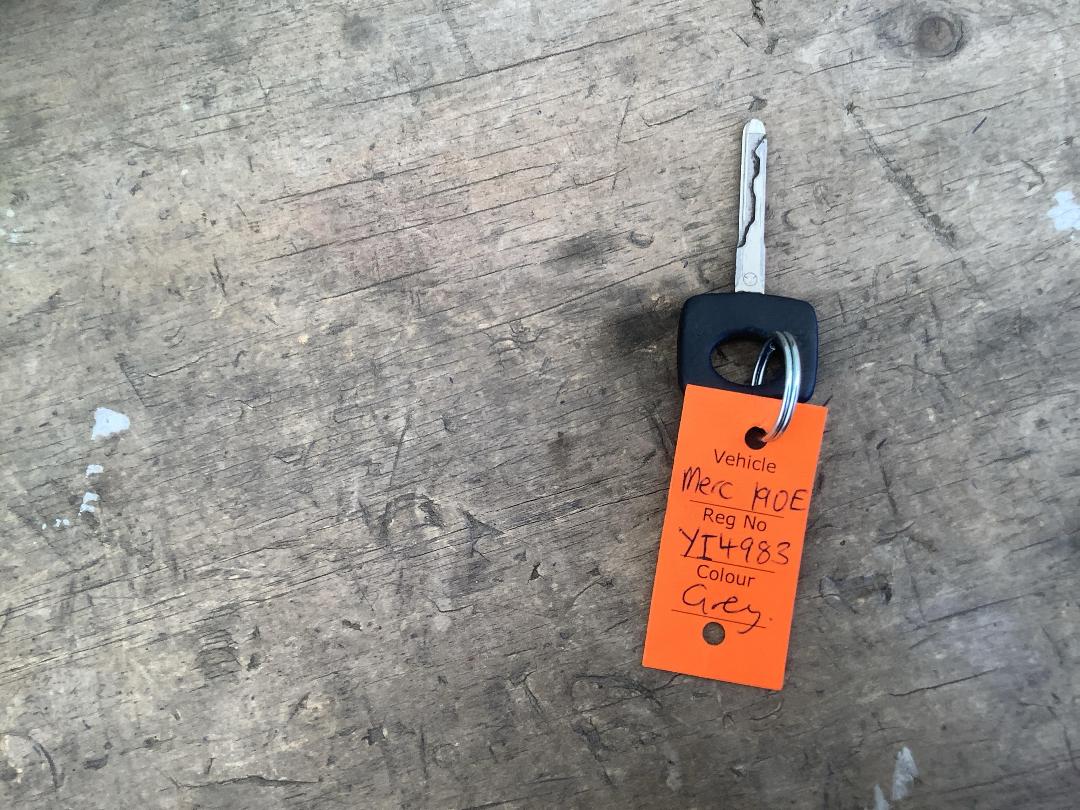 Vehicle
Merc 190E
Reg No
YI4983
Colour
Grey.